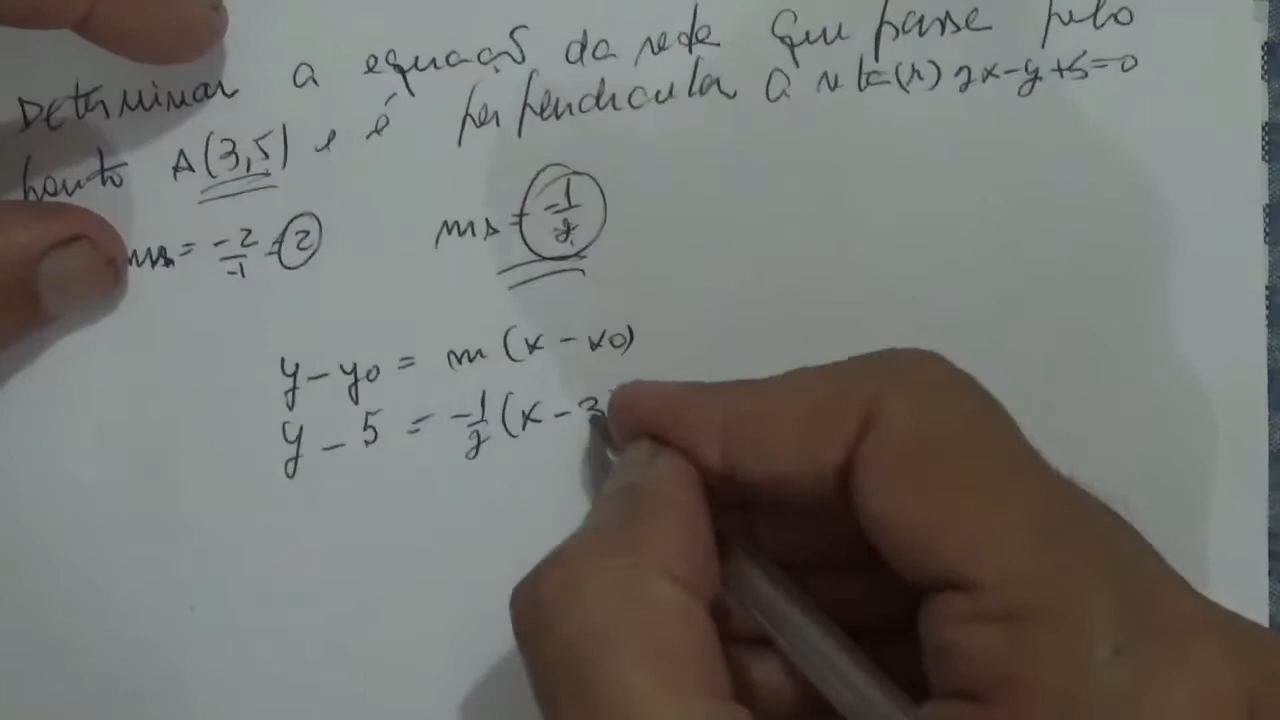 Determinar a equação da reta que passe pelo
ponto A(3,5) e é perpendicular a reta (r) 2x-y+5=0
mr = -2/-1 = 2 ms = -1/2
y - y0 = m (x - x0)
y - 5 = -1/2 (x - 3